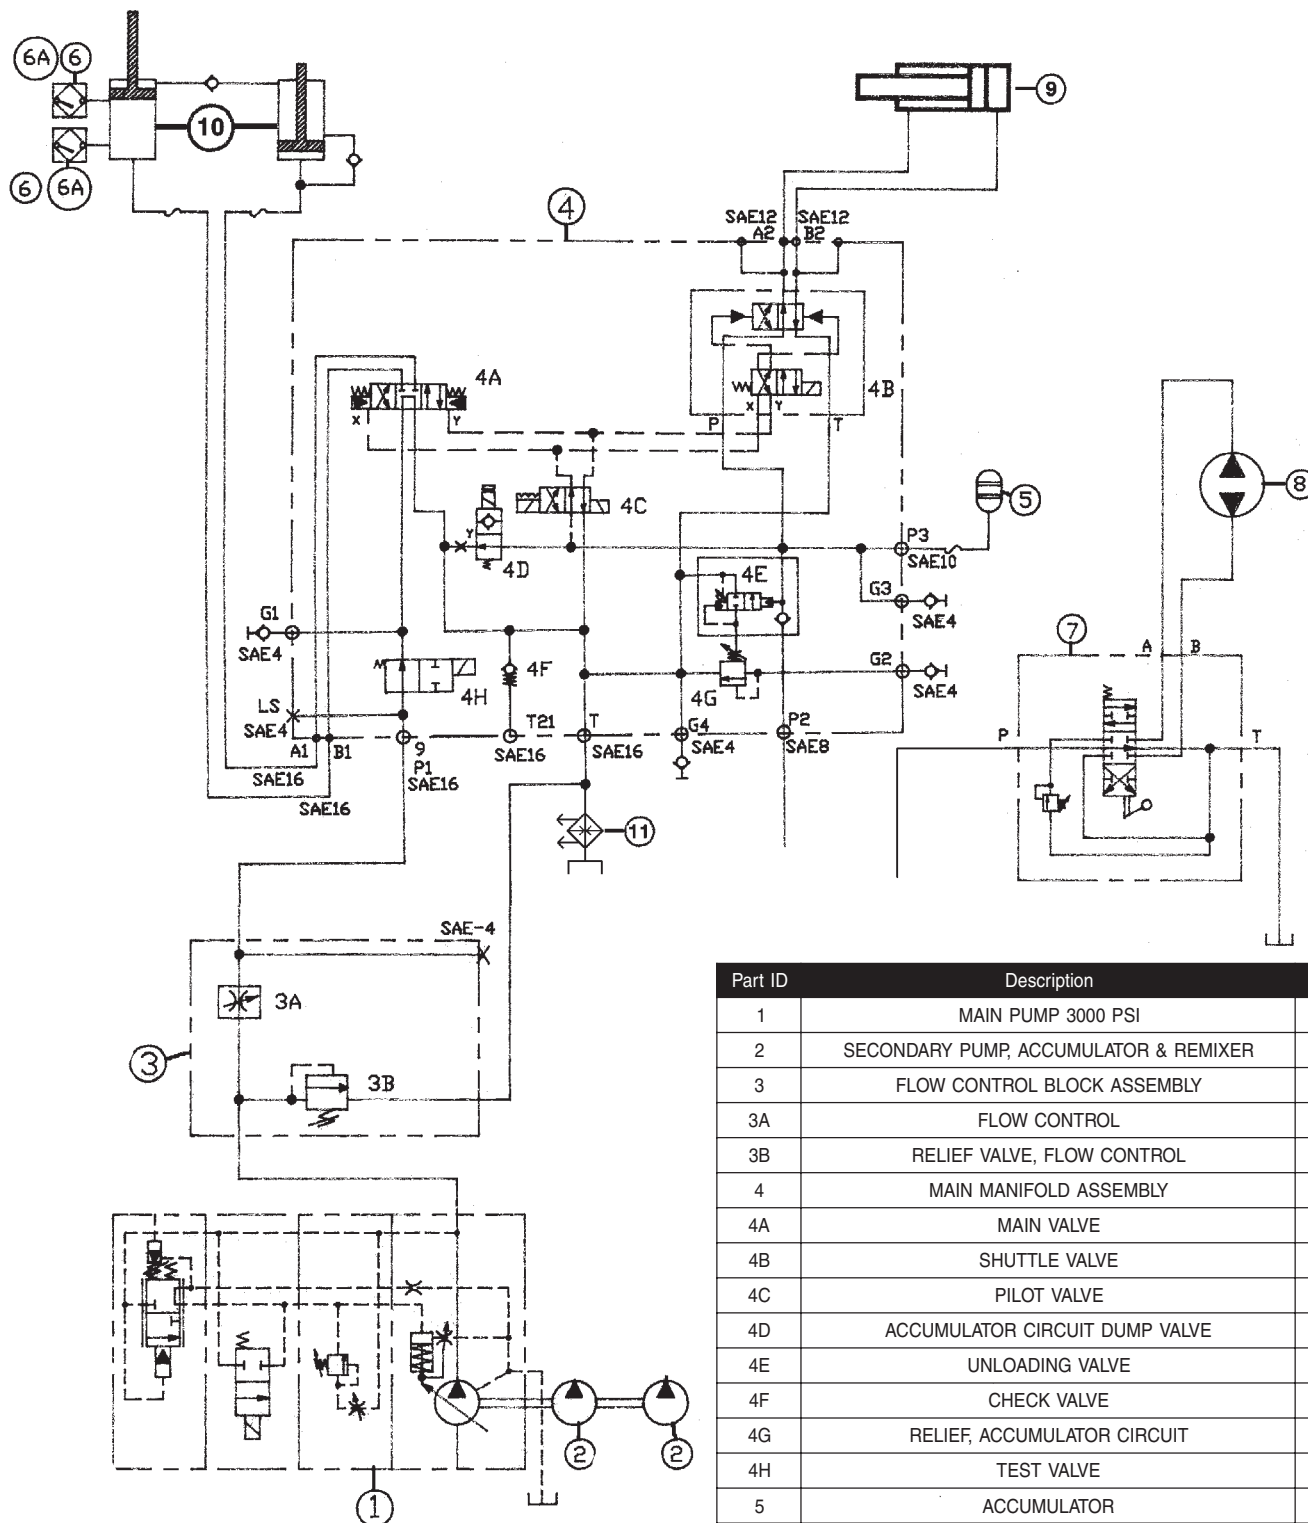 6A 6
10
6 6A
9
4
SAE12 SAE12
A2 B2
4A
4B
X Y
X Y
P T
4C
5
8
Y
4D
P3
SAE10
4E
G3
SAE4
G1
SAE4
7
A B
4F
G2
SAE4
4H
4G
LS
SAE4
T21
T
G4
P2
P
T
A1 B1
9
P1
SAE16
SAE16
SAE16
SAE4
SAE8
SAE16
SAE16
11
SAE-4
3A
3
3B
2 2
1
Part ID Description
1 MAIN PUMP 3000 PSI
2 SECONDARY PUMP, ACCUMULATOR & REMIXER
3 FLOW CONTROL BLOCK ASSEMBLY
3A FLOW CONTROL
3B RELIEF VALVE, FLOW CONTROL
4 MAIN MANIFOLD ASSEMBLY
4A MAIN VALVE
4B SHUTTLE VALVE
4C PILOT VALVE
4D ACCUMULATOR CIRCUIT DUMP VALVE
4E UNLOADING VALVE
4F CHECK VALVE
4G RELIEF, ACCUMULATOR CIRCUIT
4H TEST VALVE
5 ACCUMULATOR